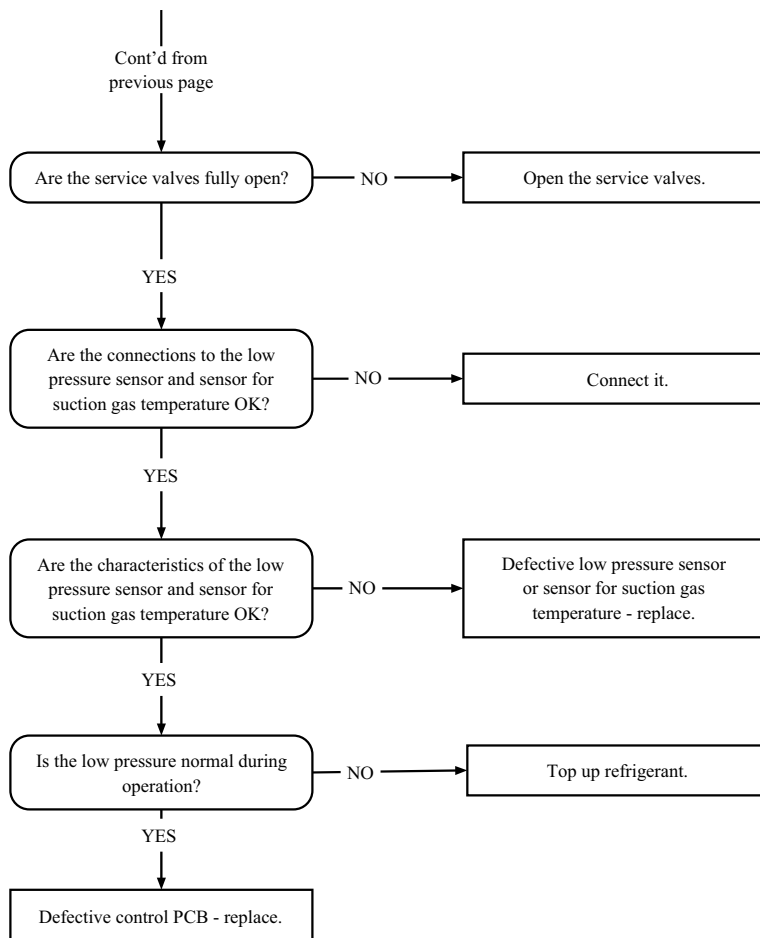 Cont’d from
previous page
Are the service valves fully open?
NO
Open the service valves.
YES
Are the connections to the low
pressure sensor and sensor for
suction gas temperature OK?
NO
Connect it.
YES
Are the characteristics of the low
pressure sensor and sensor for
suction gas temperature OK?
NO
Defective low pressure sensor
or sensor for suction gas
temperature - replace.
YES
Is the low pressure normal during
operation?
NO
Top up refrigerant.
YES
Defective control PCB - replace.